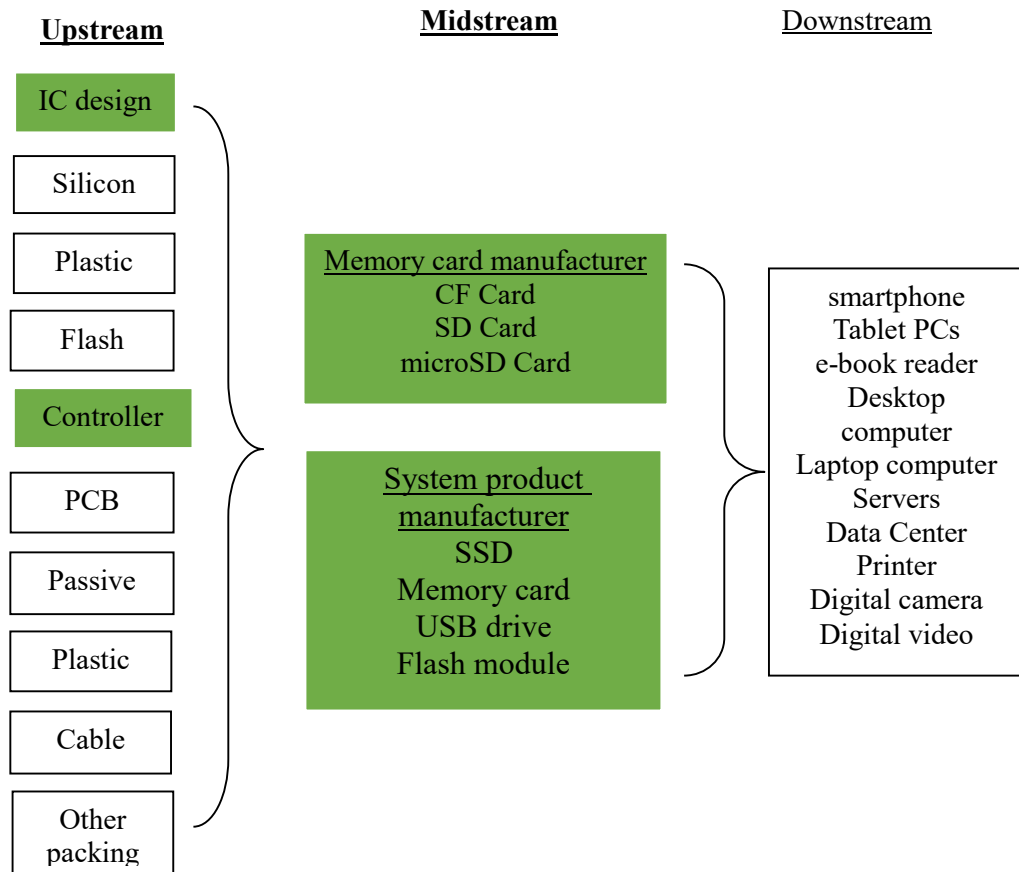 Upstream
Midstream
Downstream
IC design
Silicon
Plastic
Flash
Controller
PCB
Passive
Plastic
Cable
Other
packing
Memory card manufacturer
CF Card
SD Card
microSD Card
System product
manufacturer
SSD
Memory card
USB drive
Flash module
smartphone
Tablet PCs
e-book reader
Desktop
computer
Laptop computer
Servers
Data Center
Printer
Digital camera
Digital video